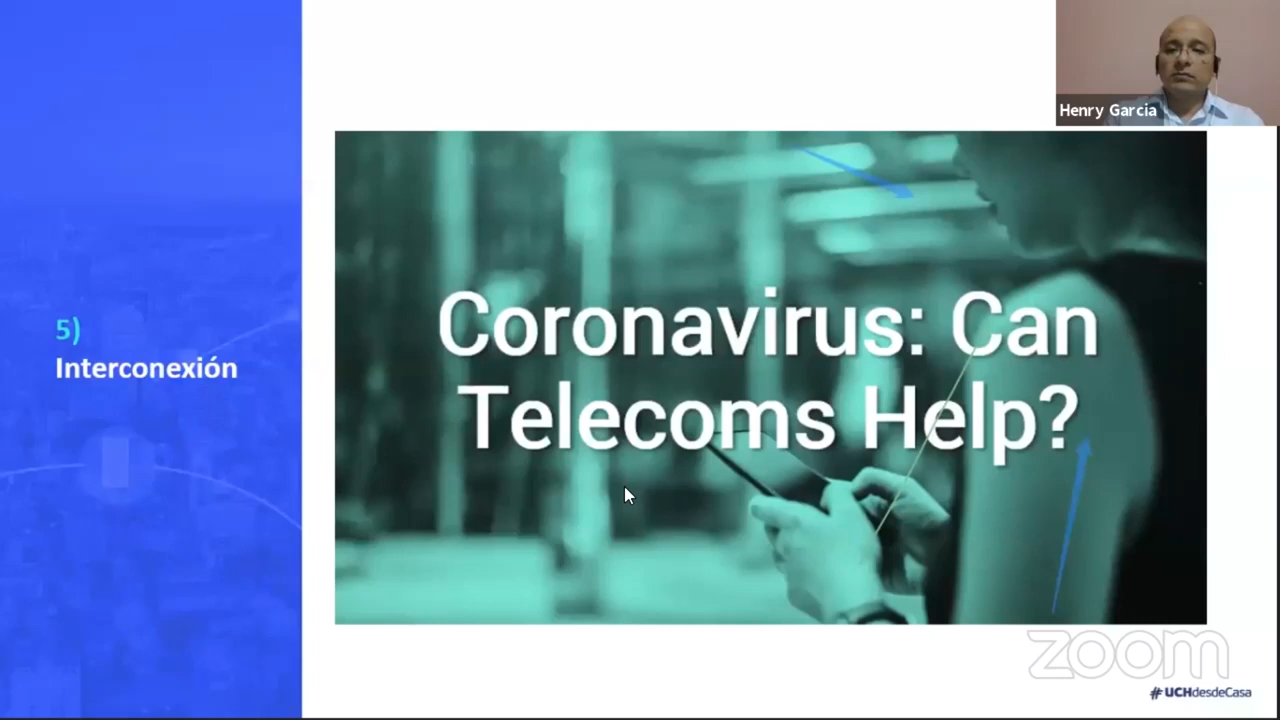 5)
Interconexión
Coronavirus: Can
Telecoms Help?
Henry Garcia
zoom
#UCHdesdeCasa